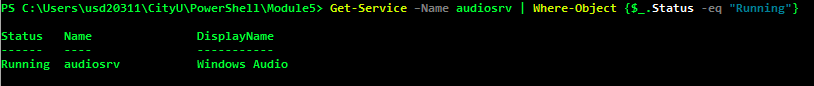 PS C:\Users\usd20311\CityU\PowerShell\Module5> Get-Service -Name audiosrv | Where-Object {$_.Status -eq "Running"}
Status   Name               DisplayName
------   ----               -----------
Running  audiosrv           Windows Audio